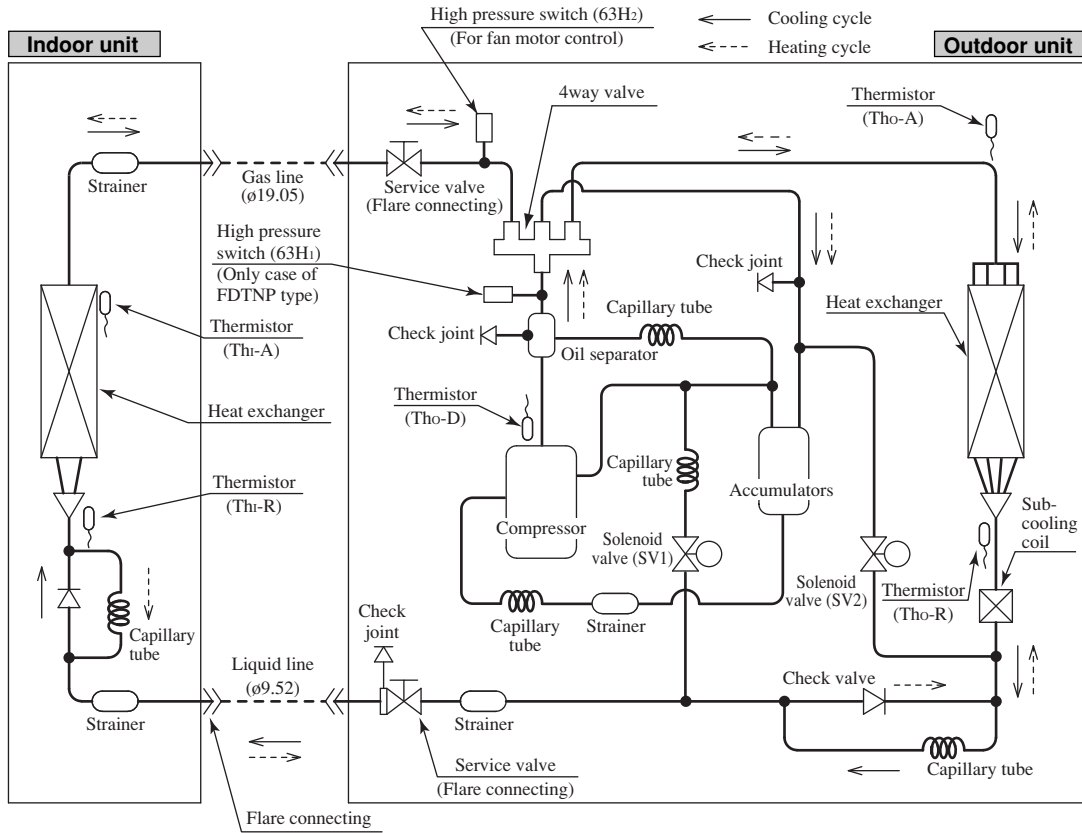 High pressure switch (63H2)
(For fan motor control)
Cooling cycle
Heating cycle
Indoor unit
Outdoor unit
4way valve
Thermistor
(Tho-A)
Strainer
Gas line
(ø19.05)
Service valve
(Flare connecting)
High pressure
switch (63H1)
(Only case of
FDTNP type)
Check joint
Capillary tube
Heat exchanger
Check joint
Oil separator
Thermistor
(ThI-A)
Thermistor
(Tho-D)
Heat exchanger
Capillary
tube
Accumulators
Thermistor
(ThI-R)
Compressor
Sub-
cooling
coil
Solenoid
valve (SV1)
Solenoid
valve (SV2)
Thermistor
(Tho-R)
Capillary
tube
Check
joint
Capillary
tube
Strainer
Liquid line
(ø9.52)
Check valve
Strainer
Strainer
Service valve
(Flare connecting)
Capillary tube
Flare connecting